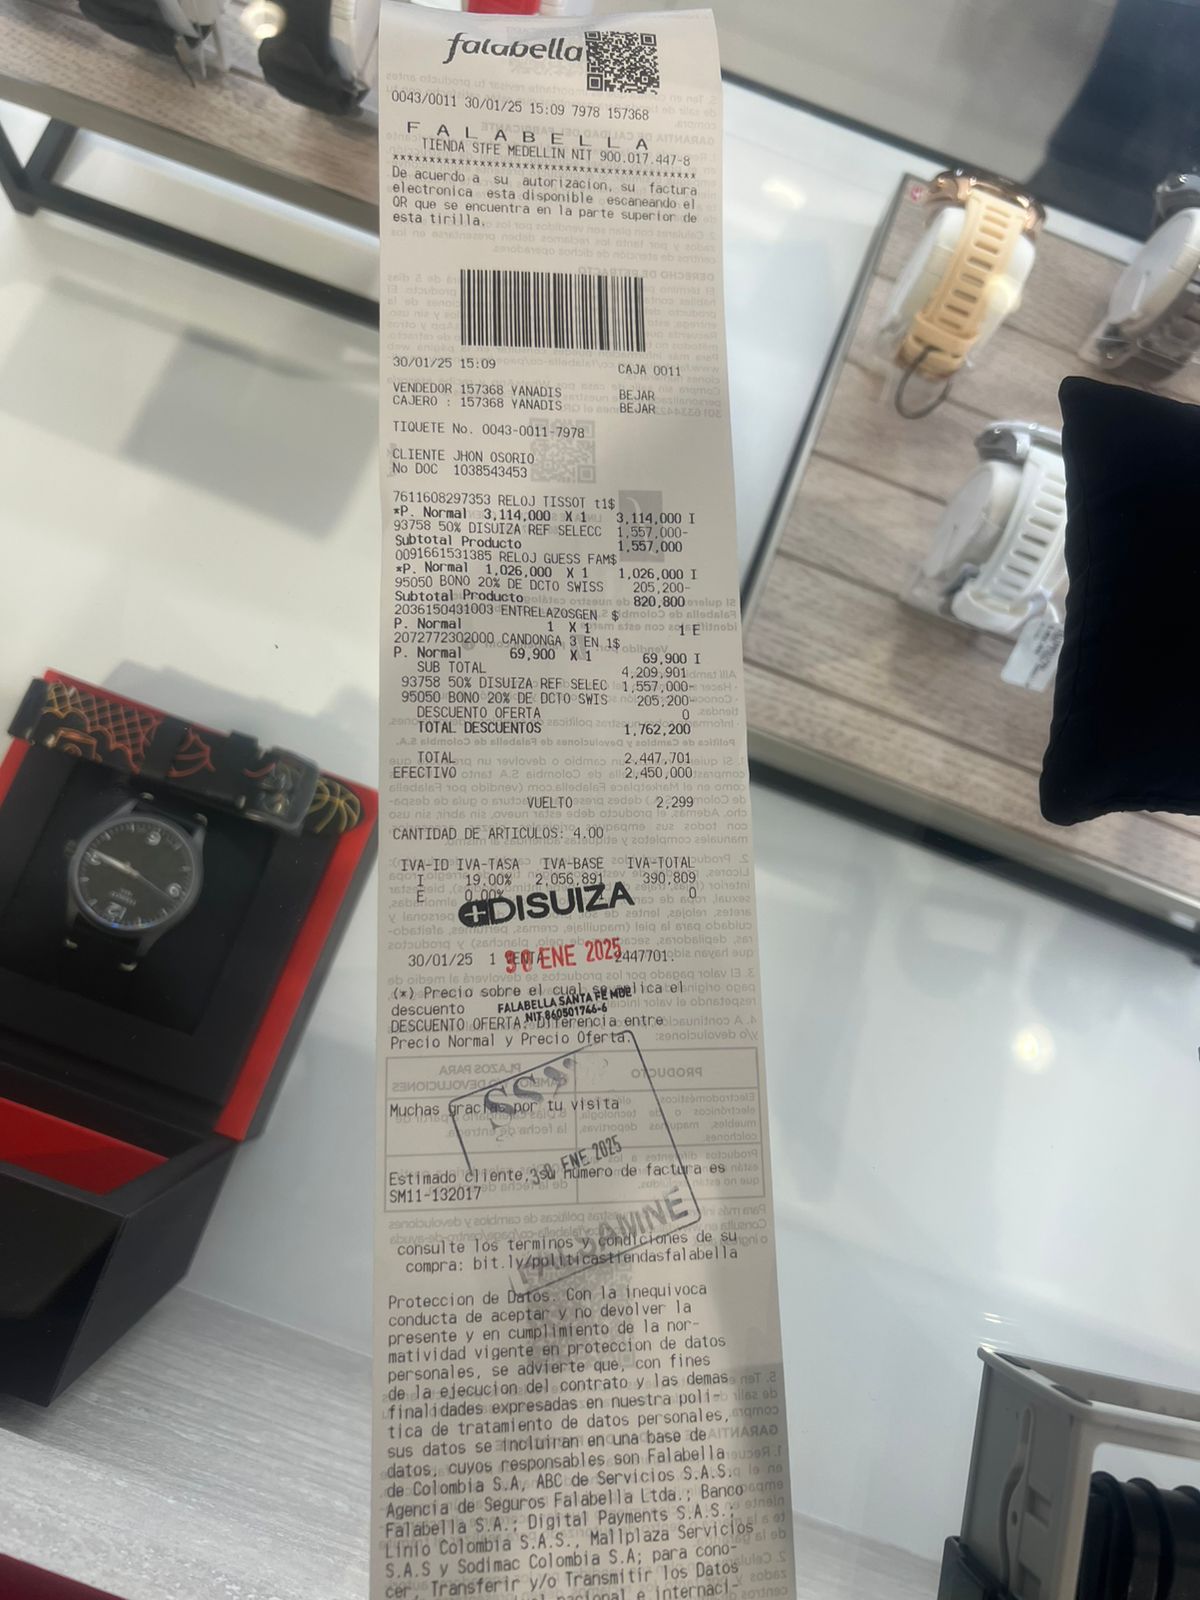 falabella
0043/0011 30/01/25 15:09 7978 157368
F A L A B E L L A
TIENDA STFE MEDELLIN NIT 900.017.447-8
****************************************
De acuerdo a su autorizacion, su factura
electronica esta disponible escaneando el
QR que se encuentra en la parte superior de
esta tirilla.
30/01/25 15:09 CAJA 0011
VENDEDOR 157368 YANADIS BEJAR
CAJERO : 157368 YANADIS BEJAR
TIQUETE No. 0043-0011-7978
CLIENTE JHON OSORIO
No DOC 1038543453
7611608297353 RELOJ TISSOT t1$
*P. Normal 3,114,000 X 1 3,114,000 I
93758 50% DISUIZA REF SELECC 1,557,000-
Subtotal Producto 1,557,000
0091661531385 RELOJ GUESS FAM$
*P. Normal 1,026,000 X 1 1,026,000 I
95050 BONO 20% DE DCTO SWISS 205,200-
Subtotal Producto 820,800
2036150431003 ENTRELAZOSGEN $
P. Normal 1 X 1 1 E
2072772302000 CANDONGA 3 EN 1$
P. Normal 69,900 X 1 69,900 I
SUB TOTAL 4,209,901
93758 50% DISUIZA REF SELEC 1,557,000-
95050 BONO 20% DE DCTO SWIS 205,200-
DESCUENTO OFERTA 0
TOTAL DESCUENTOS 1,762,200
TOTAL 2,447,701
EFECTIVO 2,450,000
VUELTO 2,299
CANTIDAD DE ARTICULOS: 4.00
IVA-ID IVA-TASA IVA-BASE IVA-TOTAL
I 19.00% 2,056,891 390,809
E 0.00% 0
DISUIZA
30/01/25 1 VENTA 2447701.
30 ENE 2025
(*) Precio sobre el cual se aplica el
descuento
FALABELLA SANTA FE MDE
NIT 860501766-6
DESCUENTO OFERTA: Diferencia entre
Precio Normal y Precio Oferta.
Muchas gracias por tu visita
30 ENE 2025
Estimado cliente, su numero de factura es
SM11-132017
consulte los terminos y condiciones de su
compra: bit.ly/politicastiendasfalabella
Proteccion de Datos. Con la inequivoca
conducta de aceptar y no devolver la
presente y en cumplimiento de la nor-
matividad vigente en proteccion de datos
personales, se advierte que, con fines
de la ejecucion del contrato y las demas
finalidades expresadas en nuestra poli-
tica de tratamiento de datos personales,
sus datos se incluiran en una base de
datos, cuyos responsables son Falabella
de Colombia S.A, ABC de Servicios S.A.S.
Agencia de Seguros Falabella Ltda.; Banco
Falabella S.A.; Digital Payments S.A.S.;
Linio Colombia S.A.S., Mallplaza Servicios
S.A.S y Sodimac Colombia S.A; para cono-
cer, Transferir y/o Transmitir los Datos